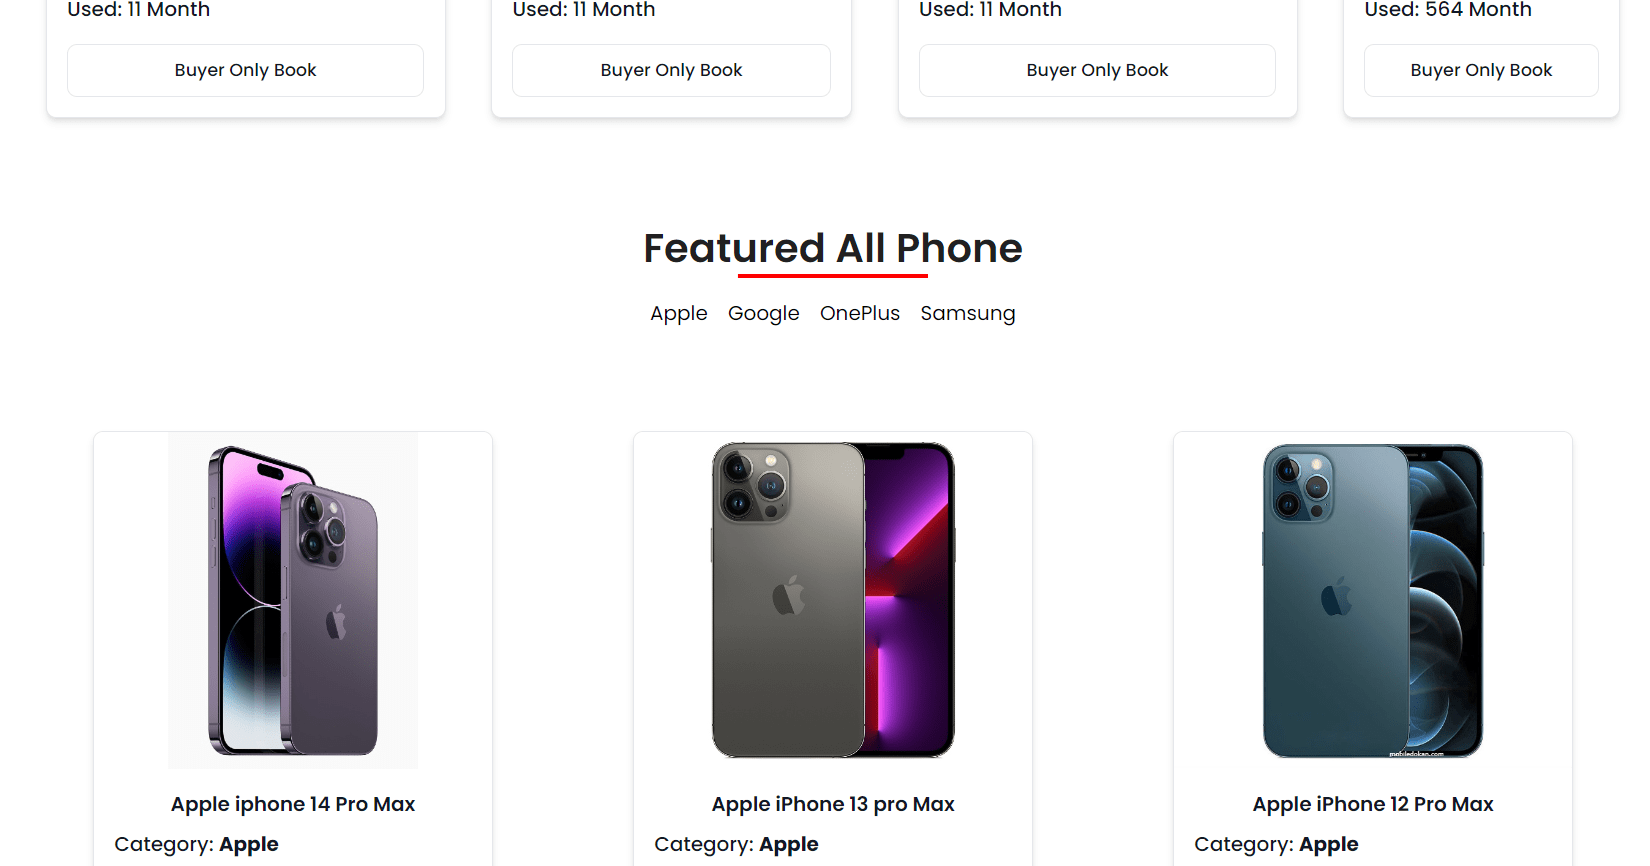 Used: 11 Month
Used: 11 Month
Used: 11 Month
Used: 564 Month
Buyer Only Book
Buyer Only Book
Buyer Only Book
Buyer Only Book
Featured All Phone
Apple Google OnePlus Samsung
mobiledokan.com
Apple iphone 14 Pro Max
Apple iPhone 13 pro Max
Apple iPhone 12 Pro Max
Category: Apple
Category: Apple
Category: Apple